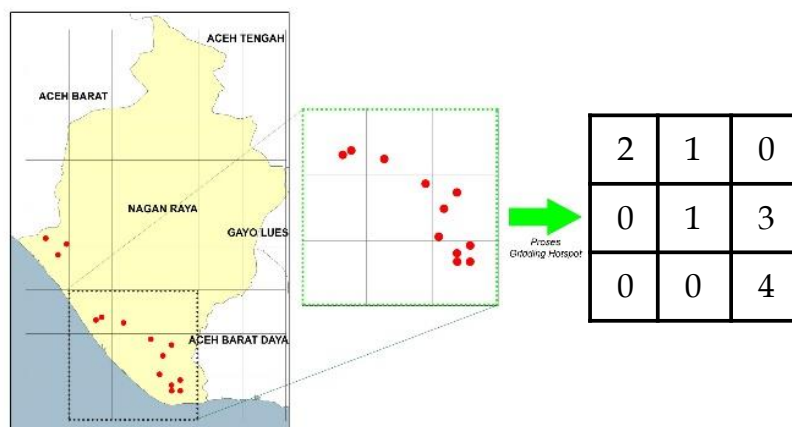 ACEH TENGAH
ACEH BARAT
NAGAN RAYA
GAYO LUES
ACEH BARAT DAYA
Proses
Griading Hotspot
2 1 0
0 1 3
0 0 4